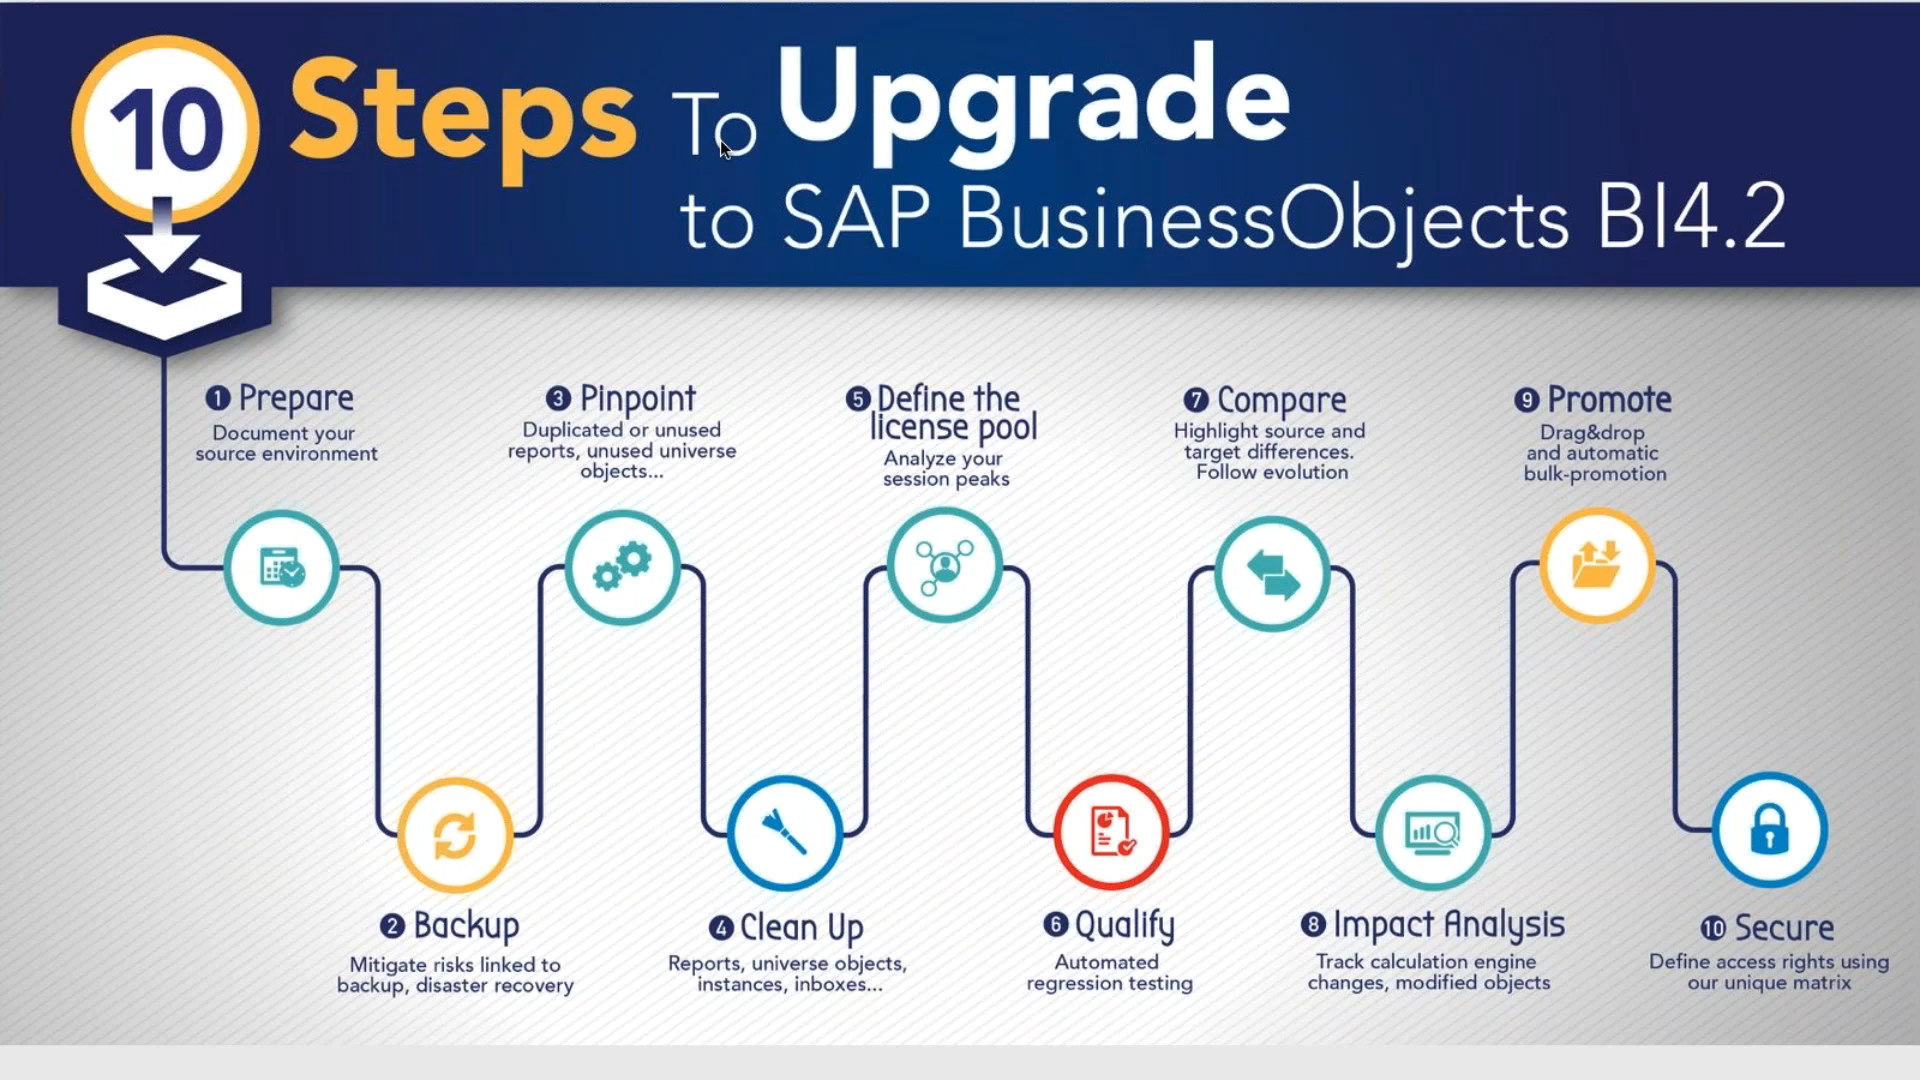 10 Steps To Upgrade
to SAP BusinessObjects BI4.2
1 Prepare
Document your
source environment
3 Pinpoint
Duplicated or unused
reports, unused universe
objects...
5 Define the
license pool
Analyze your
session peaks
7 Compare
Highlight source and
target differences.
Follow evolution
9 Promote
Drag&drop
and automatic
bulk-promotion
2 Backup
Mitigate risks linked to
backup, disaster recovery
4 Clean Up
Reports, universe objects,
instances, inboxes...
6 Qualify
Automated
regression testing
8 Impact Analysis
Track calculation engine
changes, modified objects
10 Secure
Define access rights using
our unique matrix